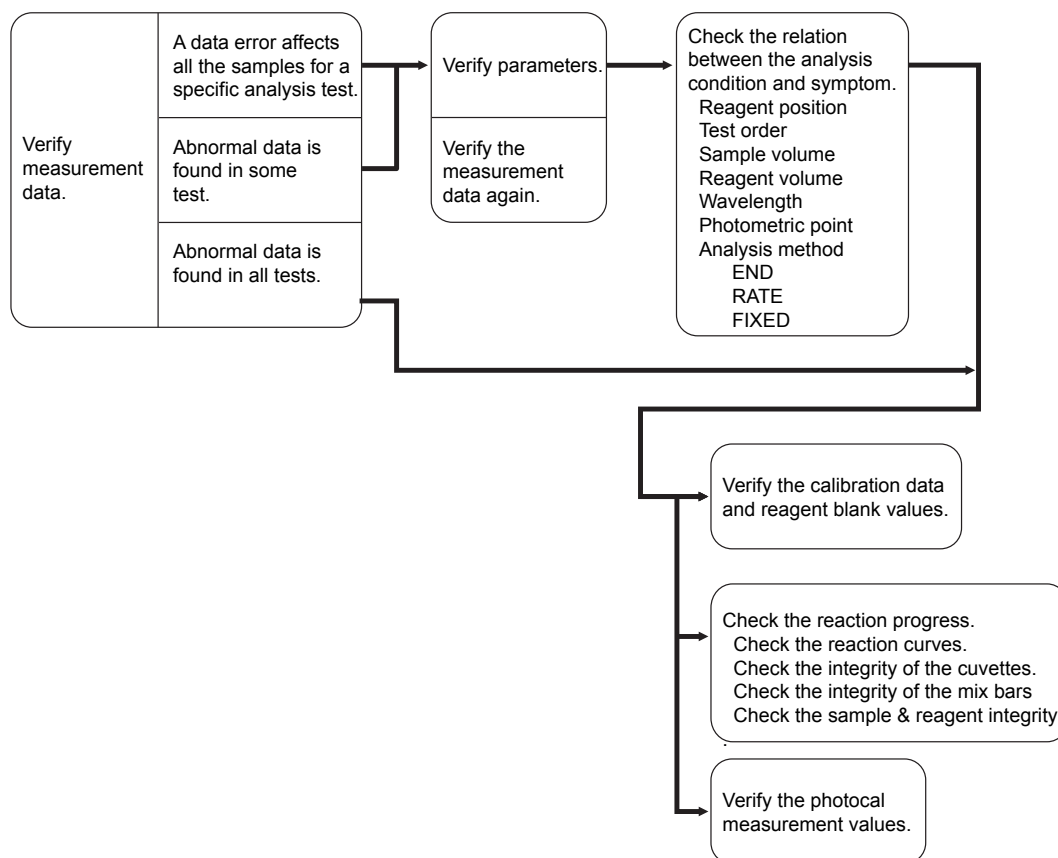 Verify
measurement
data.
A data error affects
all the samples for a
specific analysis test.
Abnormal data is
found in some
test.
Abnormal data is
found in all tests.
Verify parameters.
Verify the
measurement
data again.
Check the relation
between the analysis
condition and symptom.
Reagent position
Test order
Sample volume
Reagent volume
Wavelength
Photometric point
Analysis method
END
RATE
FIXED
Verify the calibration data
and reagent blank values.
Check the reaction progress.
Check the reaction curves.
Check the integrity of the cuvettes.
Check the integrity of the mix bars
Check the sample & reagent integrity
.
Verify the photocal
measurement values.